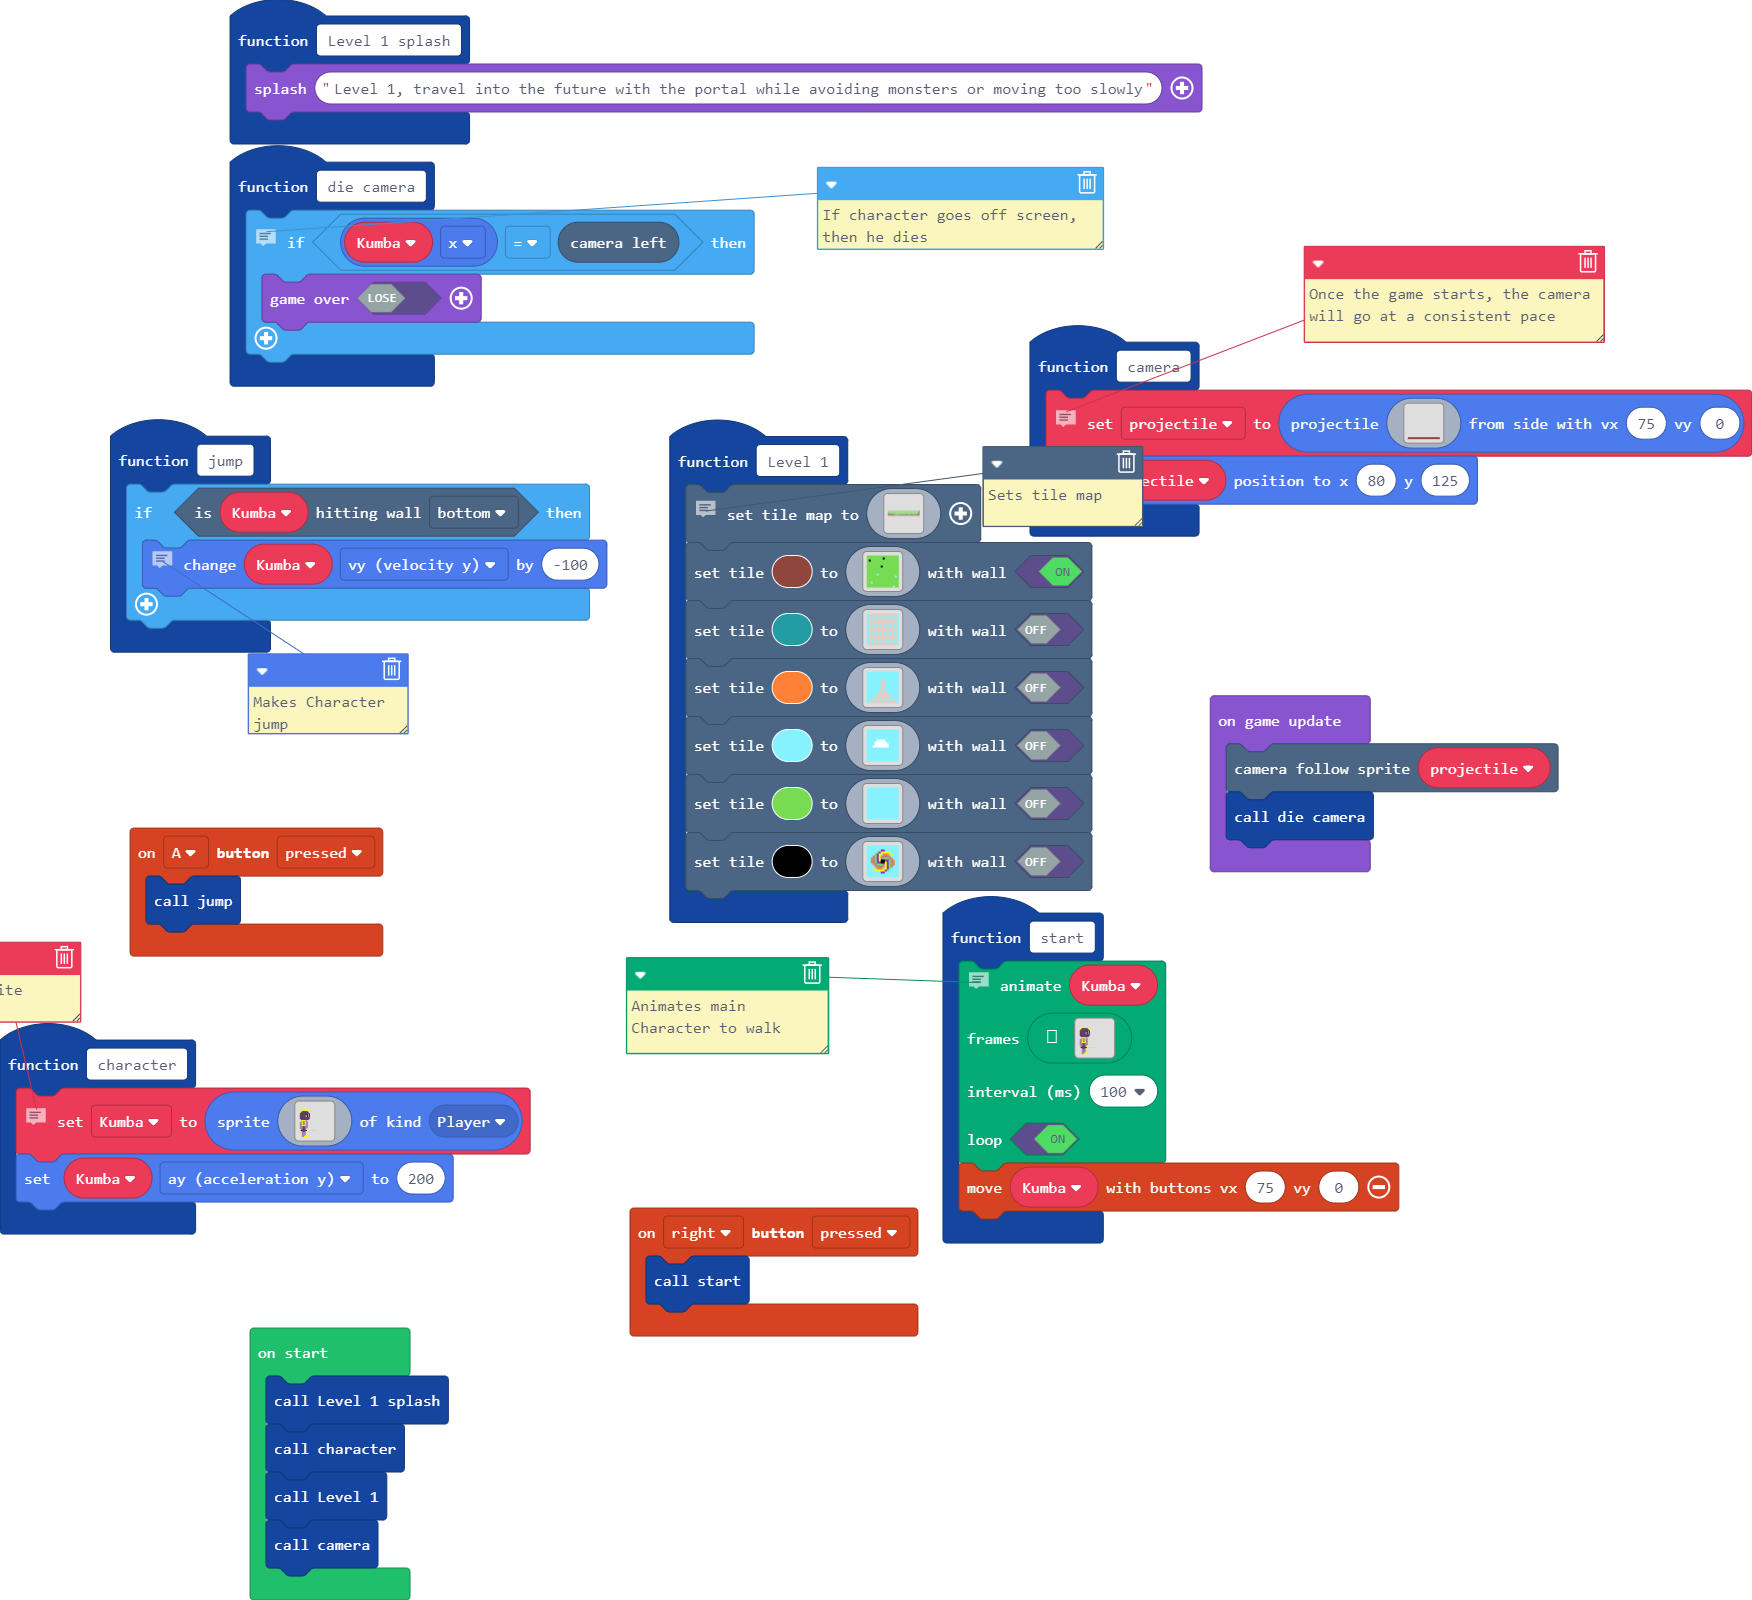 function Level 1 splash
splash "Level 1, travel into the future with the portal while avoiding monsters or moving too slowly"
function die camera
if Kumba x = camera left then
game over LOSE
If character goes off screen,
then he dies
Once the game starts, the camera
will go at a consistent pace
function camera
set projectile to projectile from side with vx 75 vy 0
ectile position to x 80 y 125
function jump
if is Kumba hitting wall bottom then
change Kumba vy (velocity y) by -100
Makes Character
jump
function Level 1
set tile map to
Sets tile map
set tile to with wall ON
set tile to with wall OFF
set tile to with wall OFF
set tile to with wall OFF
set tile to with wall OFF
set tile to with wall OFF
on game update
camera follow sprite projectile
call die camera
on A button pressed
call jump
ite
function character
set Kumba to sprite of kind Player
set Kumba ay (acceleration y) to 200
Animates main
Character to walk
function start
animate Kumba
frames
interval (ms) 100
loop ON
move Kumba with buttons vx 75 vy 0
on right button pressed
call start
on start
call Level 1 splash
call character
call Level 1
call camera